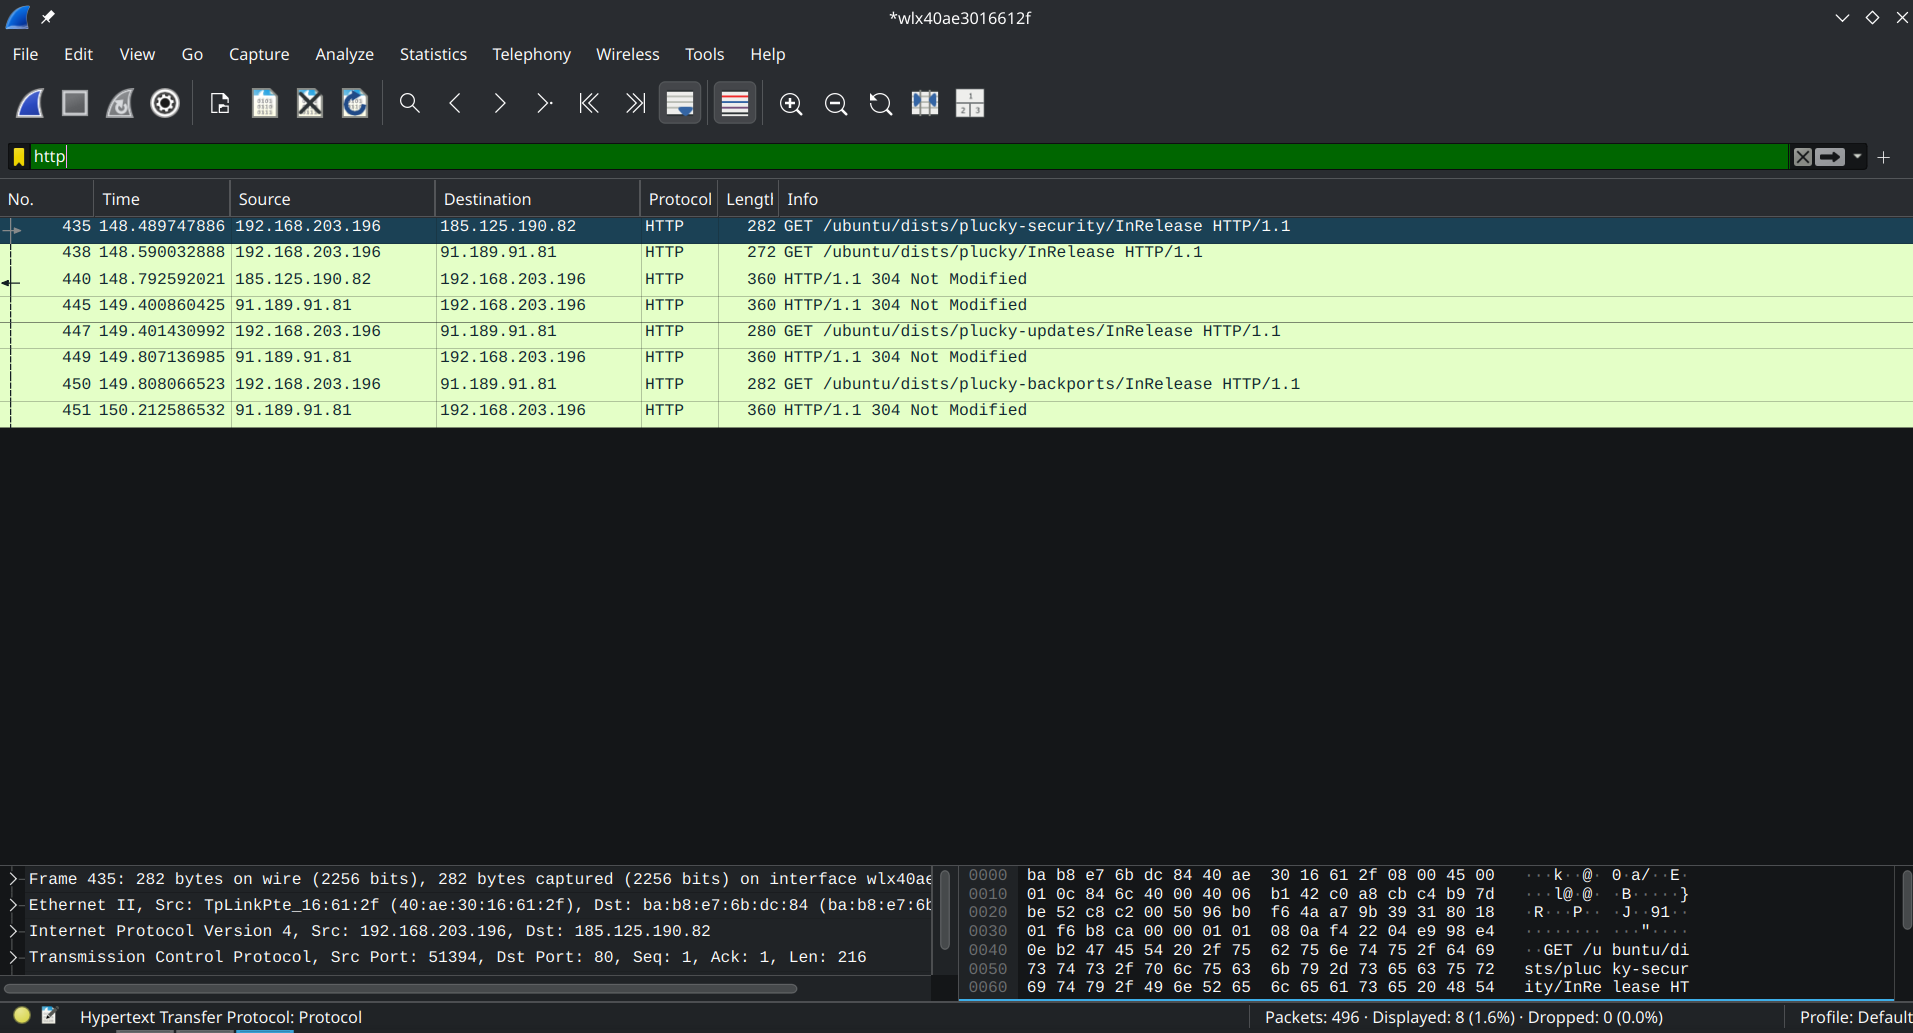 *wlx40ae3016612f
File Edit View Go Capture Analyze Statistics Telephony Wireless Tools Help
http
No. Time Source Destination Protocol Lengtl Info
435 148.489747886 192.168.203.196 185.125.190.82 HTTP 282 GET /ubuntu/dists/plucky-security/InRelease HTTP/1.1
438 148.590032888 192.168.203.196 91.189.91.81 HTTP 272 GET /ubuntu/dists/plucky/InRelease HTTP/1.1
440 148.792592021 185.125.190.82 192.168.203.196 HTTP 360 HTTP/1.1 304 Not Modified
445 149.400860425 91.189.91.81 192.168.203.196 HTTP 360 HTTP/1.1 304 Not Modified
447 149.401430992 192.168.203.196 91.189.91.81 HTTP 280 GET /ubuntu/dists/plucky-updates/InRelease HTTP/1.1
449 149.807136985 91.189.91.81 192.168.203.196 HTTP 360 HTTP/1.1 304 Not Modified
450 149.808066523 192.168.203.196 91.189.91.81 HTTP 282 GET /ubuntu/dists/plucky-backports/InRelease HTTP/1.1
451 150.212586532 91.189.91.81 192.168.203.196 HTTP 360 HTTP/1.1 304 Not Modified
Frame 435: 282 bytes on wire (2256 bits), 282 bytes captured (2256 bits) on interface wlx40ae
Ethernet II, Src: TpLinkPte_16:61:2f (40:ae:30:16:61:2f), Dst: ba:b8:e7:6b:dc:84 (ba:b8:e7:6b
Internet Protocol Version 4, Src: 192.168.203.196, Dst: 185.125.190.82
Transmission Control Protocol, Src Port: 51394, Dst Port: 80, Seq: 1, Ack: 1, Len: 216
0000 ba b8 e7 6b dc 84 40 ae 30 16 61 2f 08 00 45 00 ···k··@· 0·a/··E·
0010 01 0c 84 6c 40 00 40 06 b1 42 c0 a8 cb c4 b9 7d ···l@·@· ·B·····}
0020 be 52 c8 c2 00 50 96 b0 f6 4a a7 9b 39 31 80 18 ·R···P·· ·J··91··
0030 01 f6 b8 ca 00 00 01 01 08 0a f4 22 04 e9 98 e4 ········ ···"····
0040 0e b2 47 45 54 20 2f 75 62 75 6e 74 75 2f 64 69 ··GET /u buntu/di
0050 73 74 73 2f 70 6c 75 63 6b 79 2d 73 65 63 75 72 sts/pluc ky-secur
0060 69 74 79 2f 49 6e 52 65 6c 65 61 73 65 20 48 54 ity/InRe lease HT
Hypertext Transfer Protocol: Protocol Packets: 496 · Displayed: 8 (1.6%) · Dropped: 0 (0.0%) Profile: Default